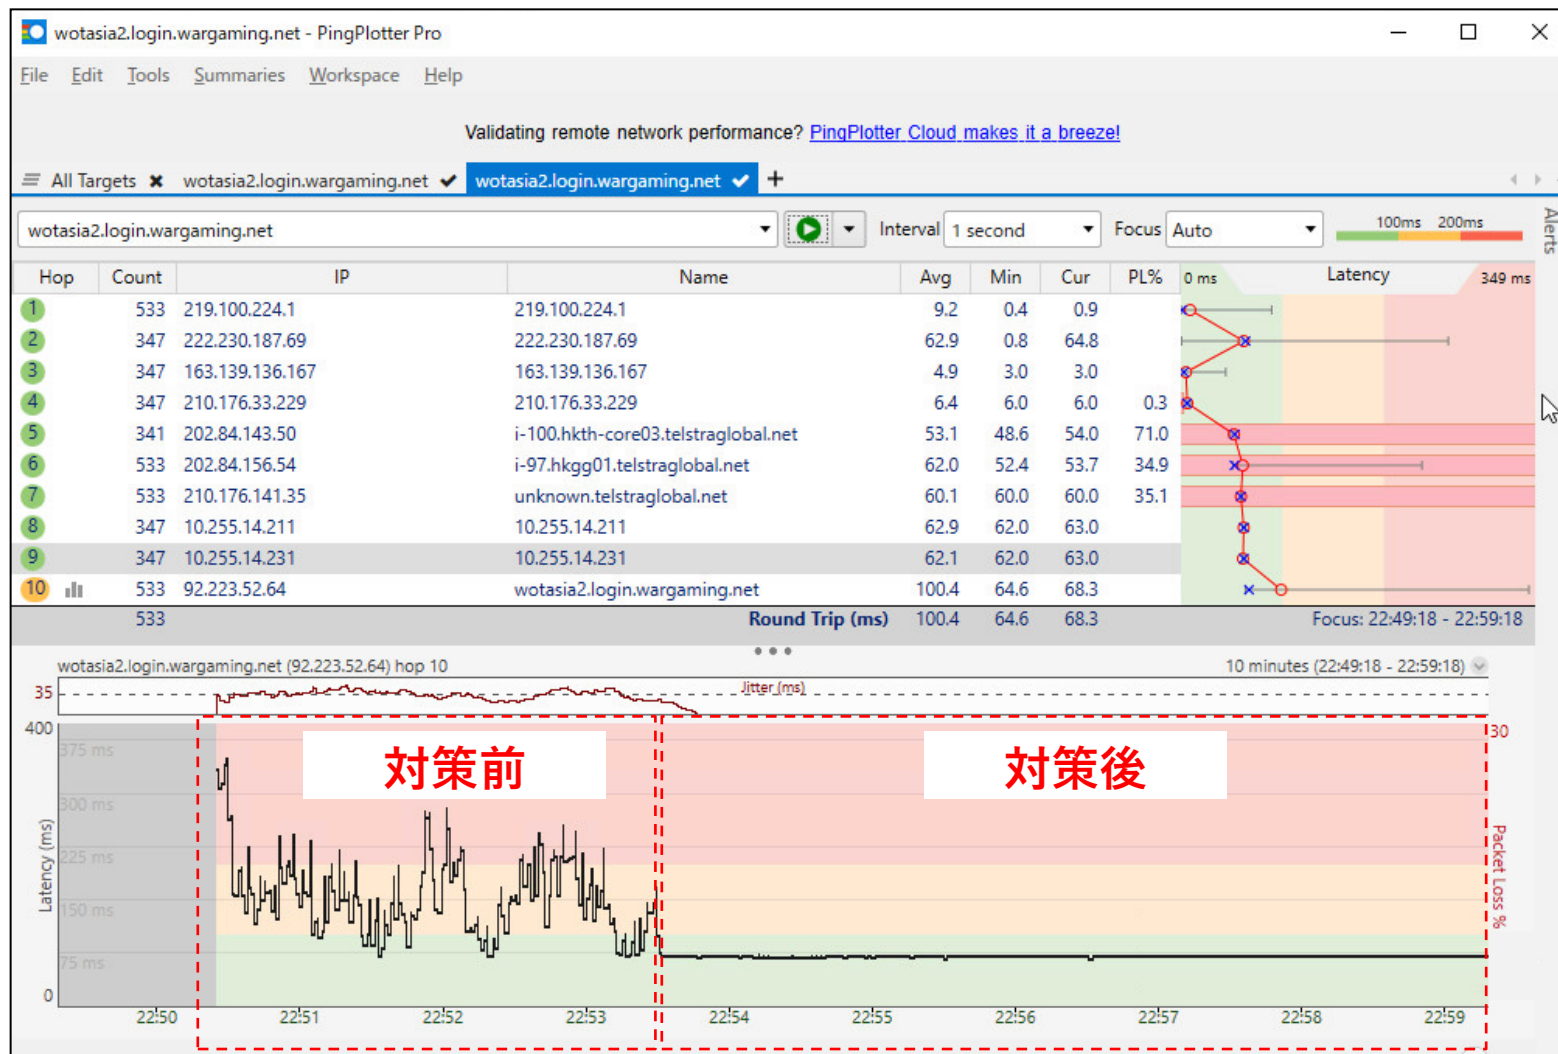 wotasia2.login.wargaming.net - PingPlotter Pro
File Edit Tools Summaries Workspace Help
Validating remote network performance? PingPlotter Cloud makes it a breeze!
All Targets wotasia2.login.wargaming.net wotasia2.login.wargaming.net +
wotasia2.login.wargaming.net Interval 1 second Focus Auto 100ms 200ms
Alerts
Hop Count IP Name Avg Min Cur PL% 0 ms Latency 349 ms
1 533 219.100.224.1 219.100.224.1 9.2 0.4 0.9
2 347 222.230.187.69 222.230.187.69 62.9 0.8 64.8
3 347 163.139.136.167 163.139.136.167 4.9 3.0 3.0
4 347 210.176.33.229 210.176.33.229 6.4 6.0 6.0 0.3
5 341 202.84.143.50 i-100.hkth-core03.telstraglobal.net 53.1 48.6 54.0 71.0
6 533 202.84.156.54 i-97.hkgg01.telstraglobal.net 62.0 52.4 53.7 34.9
7 533 210.176.141.35 unknown.telstraglobal.net 60.1 60.0 60.0 35.1
8 347 10.255.14.211 10.255.14.211 62.9 62.0 63.0
9 347 10.255.14.231 10.255.14.231 62.1 62.0 63.0
10 533 92.223.52.64 wotasia2.login.wargaming.net 100.4 64.6 68.3
533 Round Trip (ms) 100.4 64.6 68.3 Focus: 22:49:18 - 22:59:18
wotasia2.login.wargaming.net (92.223.52.64) hop 10 10 minutes (22:49:18 - 22:59:18)
35 Jitter (ms)
400 30
375 ms
対策前 対策後
300 ms
225 ms
150 ms
75 ms
0
Latency (ms)
Packet Loss %
22:50 22:51 22:52 22:53 22:54 22:55 22:56 22:57 22:58 22:59